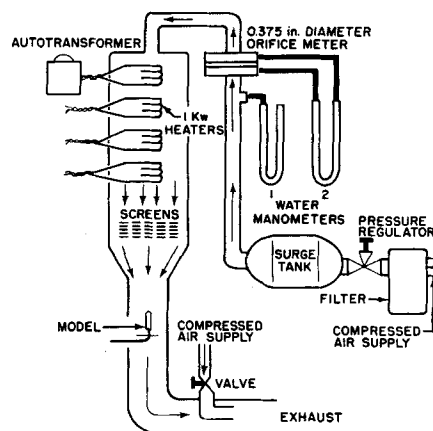 AUTOTRANSFORMER
0.375 in. DIAMETER
ORIFICE METER
1 Kw
HEATERS
SCREENS
1
2
WATER
MANOMETERS
PRESSURE
REGULATOR
SURGE
TANK
FILTER
COMPRESSED
AIR SUPPLY
MODEL
COMPRESSED
AIR SUPPLY
VALVE
EXHAUST